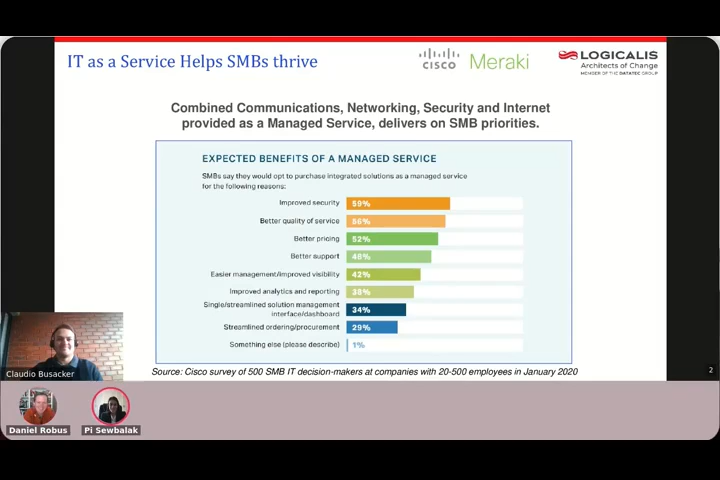 IT as a Service Helps SMBs thrive
CISCO Meraki
LOGICALIS
Architects of Change
MEMBER OF THE DATATEC GROUP
Combined Communications, Networking, Security and Internet
provided as a Managed Service, delivers on SMB priorities.
EXPECTED BENEFITS OF A MANAGED SERVICE
SMBs say they would opt to purchase integrated solutions as a managed service
for the following reasons:
Improved security 59%
Better quality of service 56%
Better pricing 52%
Better support 48%
Easier management/improved visibility 42%
Improved analytics and reporting 38%
Single/streamlined solution management
interface/dashboard 34%
Streamlined ordering/procurement 29%
Something else (please describe) 1%
Source: Cisco survey of 500 SMB IT decision-makers at companies with 20-500 employees in January 2020
2
Claudio Busacker
Daniel Robus
Pi Sewbalak